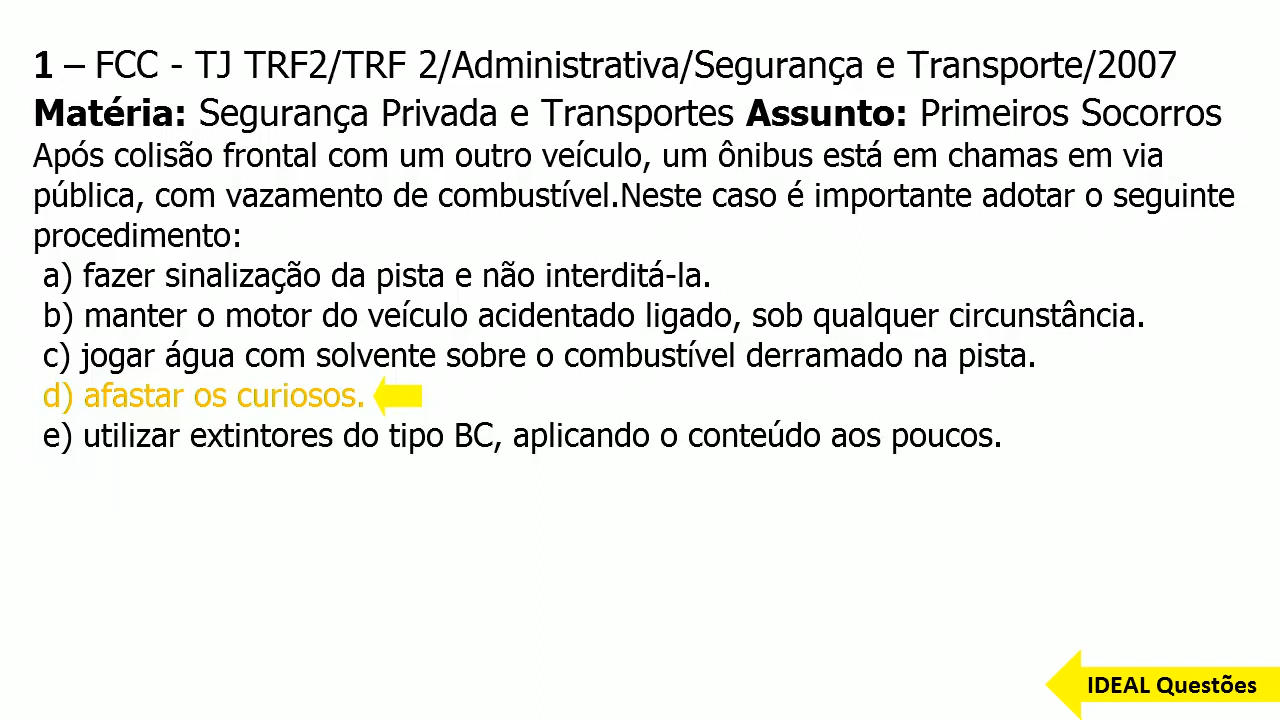 1 – FCC - TJ TRF2/TRF 2/Administrativa/Segurança e Transporte/2007
Matéria: Segurança Privada e Transportes Assunto: Primeiros Socorros
Após colisão frontal com um outro veículo, um ônibus está em chamas em via
pública, com vazamento de combustível.Neste caso é importante adotar o seguinte
procedimento:
a) fazer sinalização da pista e não interditá-la.
b) manter o motor do veículo acidentado ligado, sob qualquer circunstância.
c) jogar água com solvente sobre o combustível derramado na pista.
d) afastar os curiosos.
e) utilizar extintores do tipo BC, aplicando o conteúdo aos poucos.
IDEAL Questões